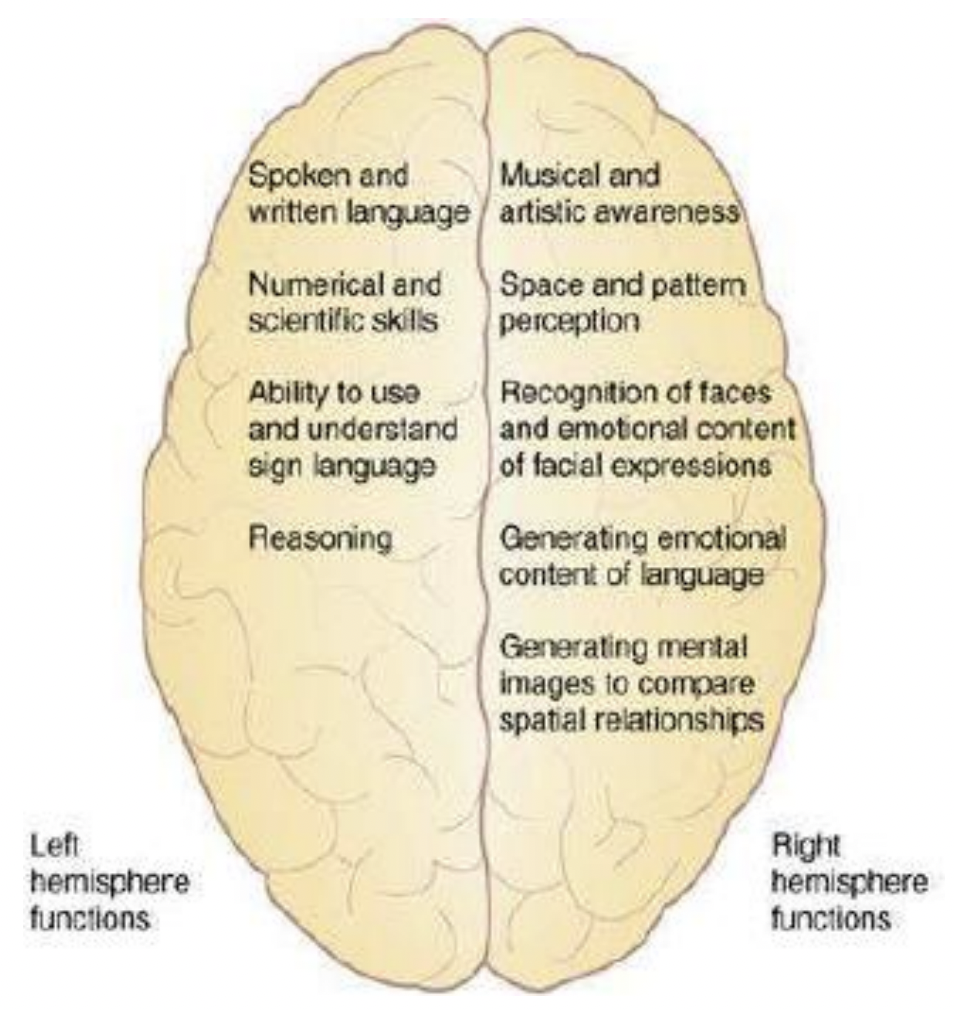 Spoken and
written language
Numerical and
scientific skills
Ability to use
and understand
sign language
Reasoning
Musical and
artistic awareness
Space and pattern
perception
Recognition of faces
and emotional content
of facial expressions
Generating emotional
content of language
Generating mental
images to compare
spatial relationships
Left
hemisphere
functions
Right
hemisphere
functions